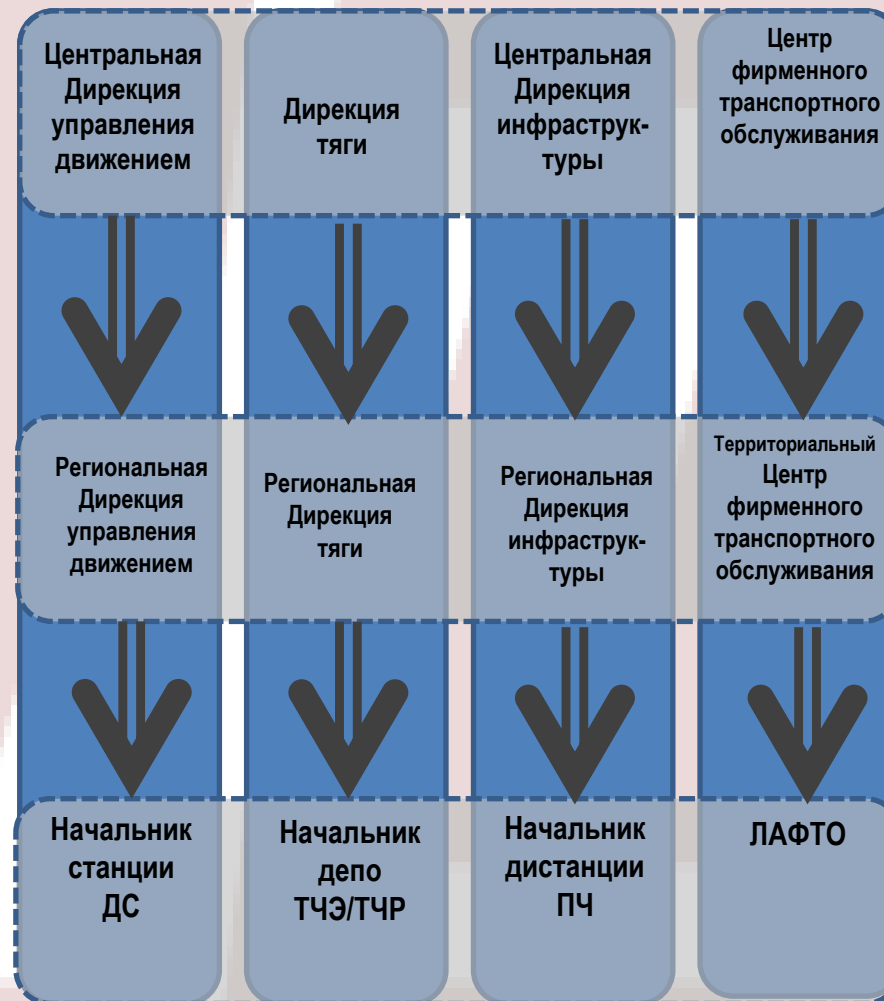 Центральная
Дирекция
управления
движением
Дирекция
тяги
Центральная
Дирекция
инфраструк-
туры
Центр
фирменного
транспортного
обслуживания
Региональная
Дирекция
управления
движением
Региональная
Дирекция
тяги
Региональная
Дирекция
инфраструк-
туры
Территориальный
Центр
фирменного
транспортного
обслуживания
Начальник
станции
ДС
Начальник
депо
ТЧЭ/ТЧР
Начальник
дистанции
ПЧ
ЛАФТО